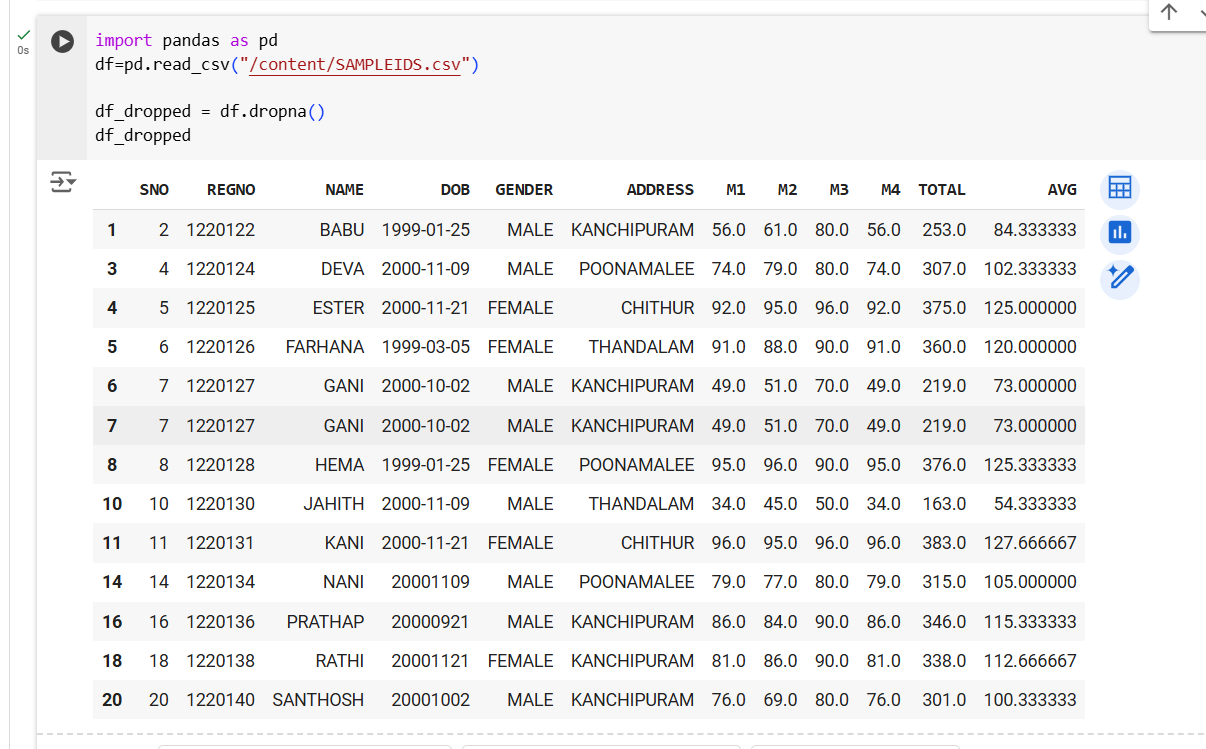 0s
import pandas as pd
df=pd.read_csv("/content/SAMPLEIDS.csv")
df_dropped = df.dropna()
df_dropped
SNO REGNO NAME DOB GENDER ADDRESS M1 M2 M3 M4 TOTAL AVG
1 2 1220122 BABU 1999-01-25 MALE KANCHIPURAM 56.0 61.0 80.0 56.0 253.0 84.333333
3 4 1220124 DEVA 2000-11-09 MALE POONAMALEE 74.0 79.0 80.0 74.0 307.0 102.333333
4 5 1220125 ESTER 2000-11-21 FEMALE CHITHUR 92.0 95.0 96.0 92.0 375.0 125.000000
5 6 1220126 FARHANA 1999-03-05 FEMALE THANDALAM 91.0 88.0 90.0 91.0 360.0 120.000000
6 7 1220127 GANI 2000-10-02 MALE KANCHIPURAM 49.0 51.0 70.0 49.0 219.0 73.000000
7 7 1220127 GANI 2000-10-02 MALE KANCHIPURAM 49.0 51.0 70.0 49.0 219.0 73.000000
8 8 1220128 HEMA 1999-01-25 FEMALE POONAMALEE 95.0 96.0 90.0 95.0 376.0 125.333333
10 10 1220130 JAHITH 2000-11-09 MALE THANDALAM 34.0 45.0 50.0 34.0 163.0 54.333333
11 11 1220131 KANI 2000-11-21 FEMALE CHITHUR 96.0 95.0 96.0 96.0 383.0 127.666667
14 14 1220134 NANI 20001109 MALE POONAMALEE 79.0 77.0 80.0 79.0 315.0 105.000000
16 16 1220136 PRATHAP 20000921 MALE KANCHIPURAM 86.0 84.0 90.0 86.0 346.0 115.333333
18 18 1220138 RATHI 20001121 FEMALE KANCHIPURAM 81.0 86.0 90.0 81.0 338.0 112.666667
20 20 1220140 SANTHOSH 20001002 MALE KANCHIPURAM 76.0 69.0 80.0 76.0 301.0 100.333333